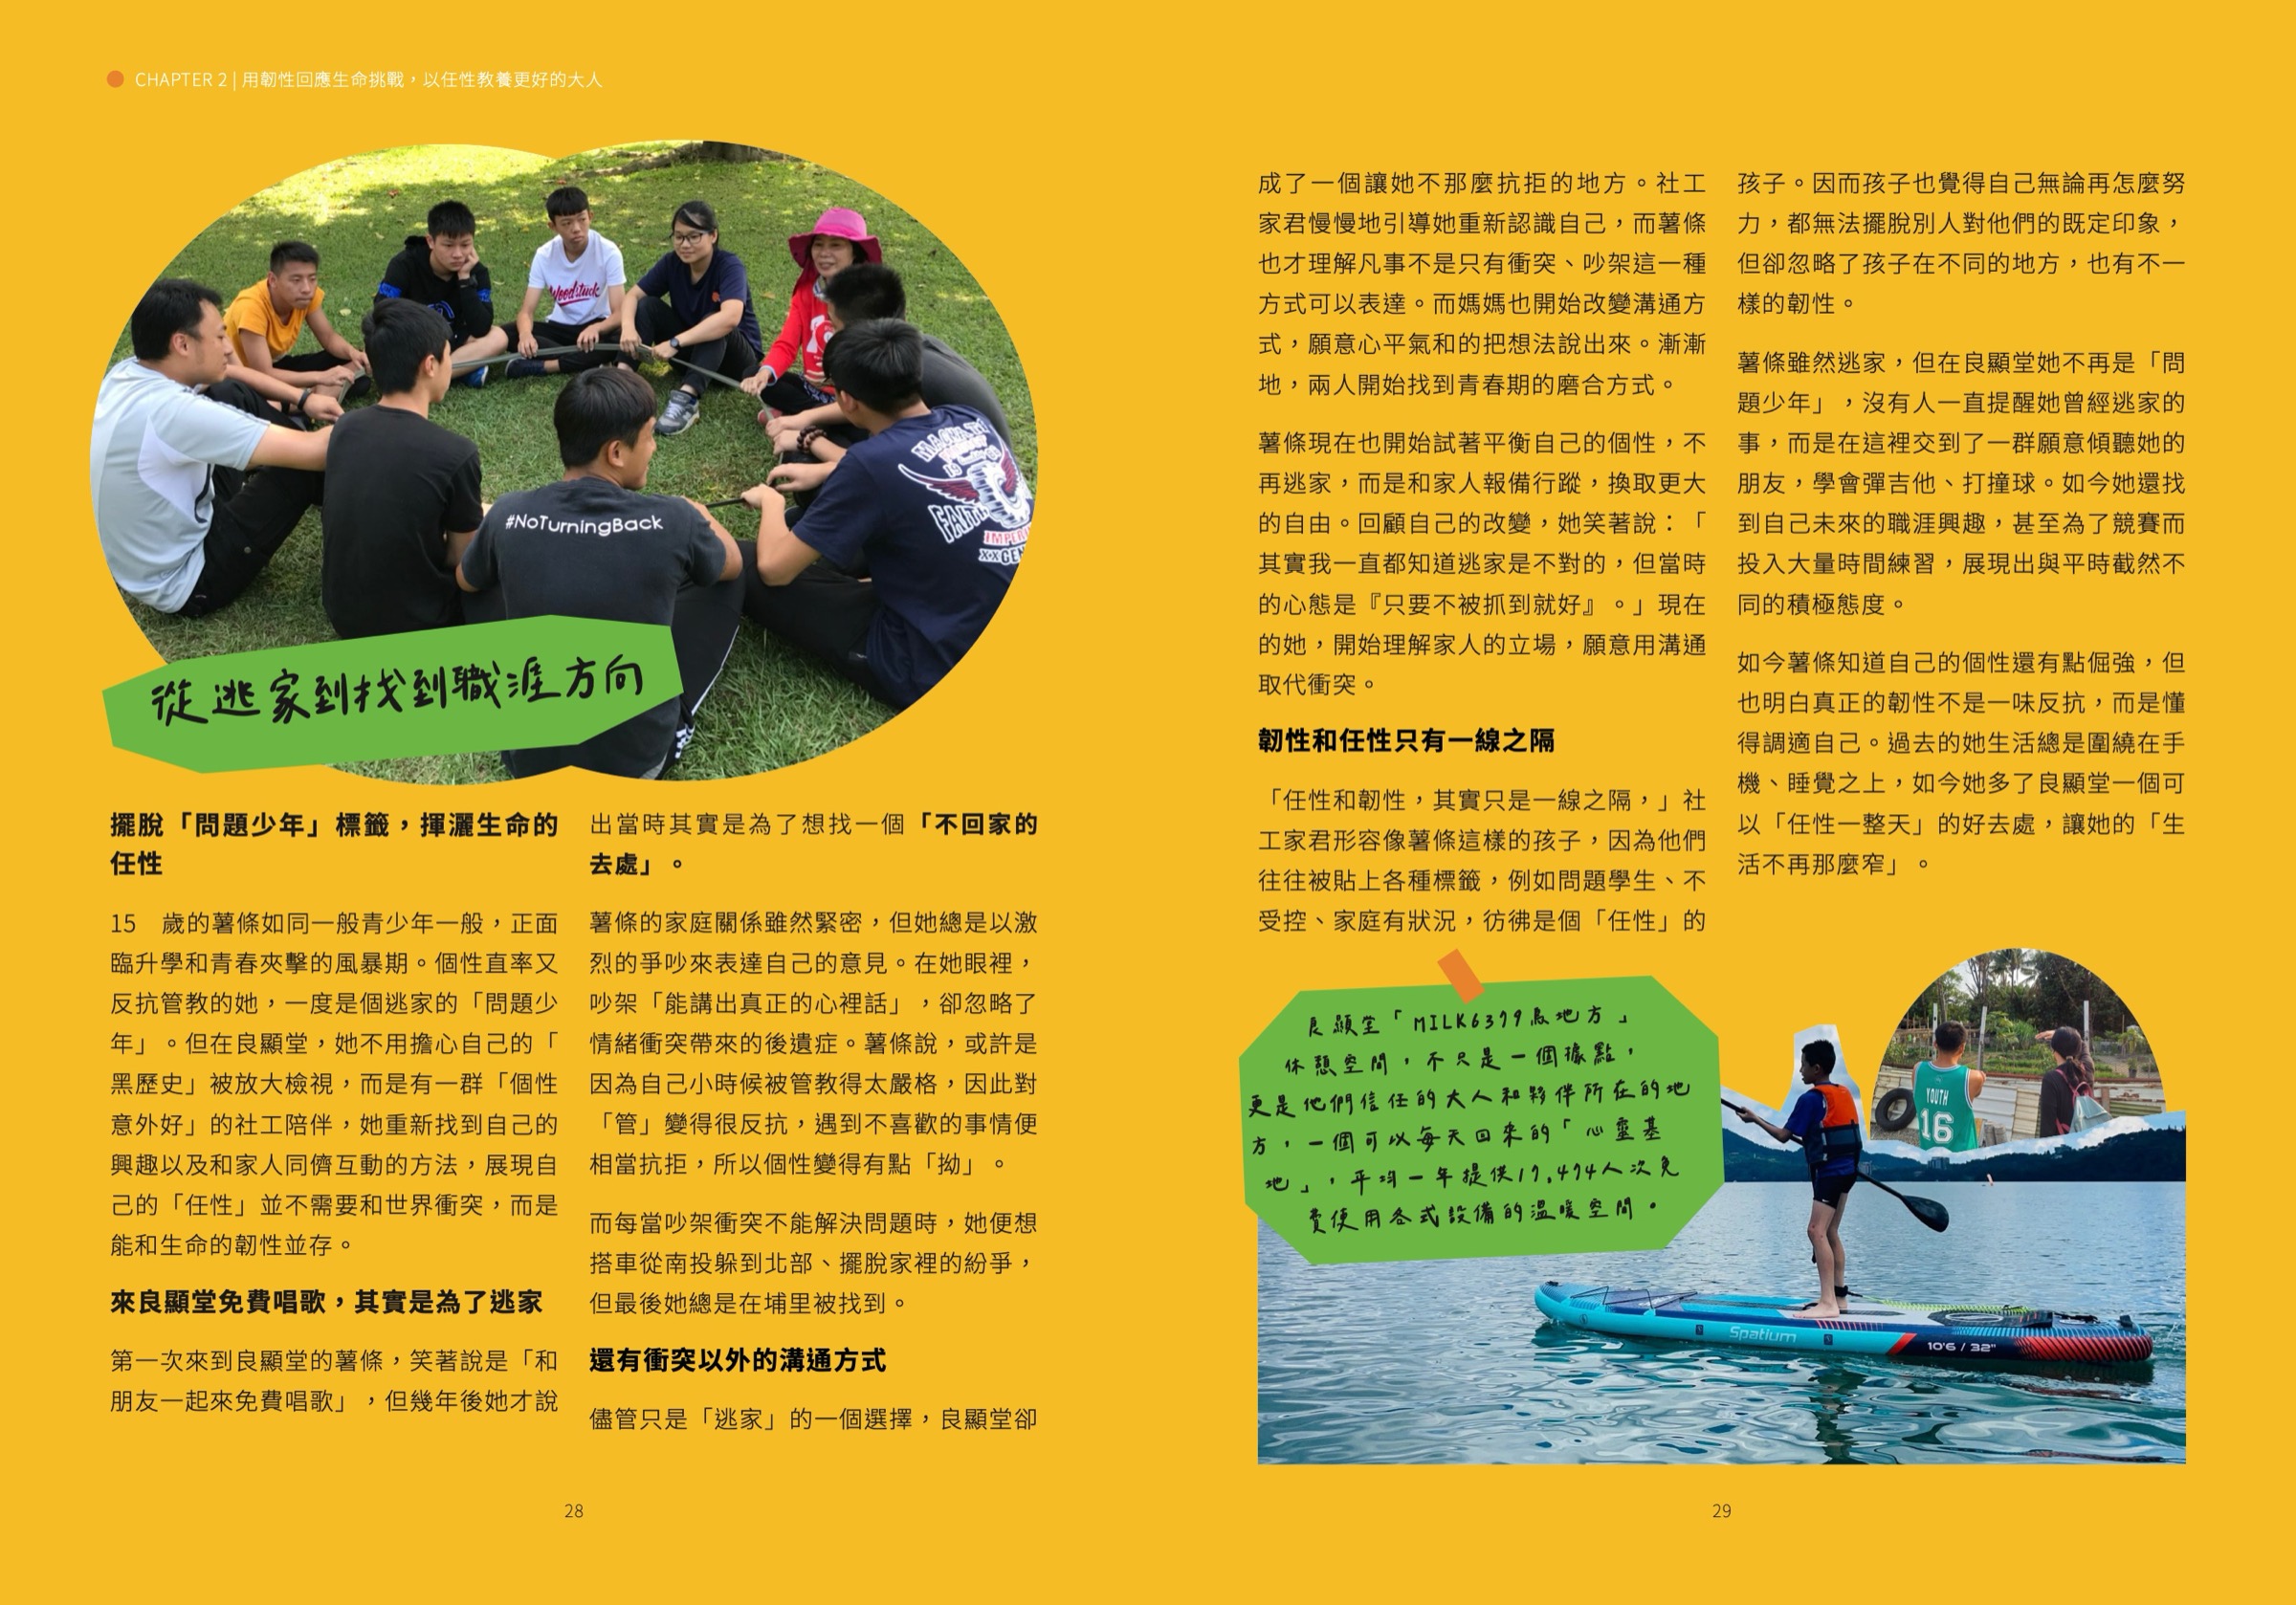 CHAPTER 2 | 用韌性回應生命挑戰，以任性教養更好的大人
Woodstock
#NoTurningBack
FAITH
從逃家到找到職涯方向
擺脫「問題少年」標籤，揮灑生命的
任性
15 歲的薯條如同一般青少年一般，正面
臨升學和青春夾擊的風暴期。個性直率又
反抗管教的她，一度是個逃家的「問題少
年」。但在良顯堂，她不用擔心自己的「
黑歷史」被放大檢視，而是有一群「個性
意外好」的社工陪伴，她重新找到自己的
興趣以及和家人同儕互動的方法，展現自
己的「任性」並不需要和世界衝突，而是
能和生命的韌性並存。
來良顯堂免費唱歌，其實是為了逃家
第一次來到良顯堂的薯條，笑著說是「和
朋友一起來免費唱歌」，但幾年後她才說
出當時其實是為了想找一個「不回家的
去處」。
薯條的家庭關係雖然緊密，但她總是以激
烈的爭吵來表達自己的意見。在她眼裡，
吵架「能講出真正的心裡話」，卻忽略了
情緒衝突帶來的後遺症。薯條說，或許是
因為自己小時候被管教得太嚴格，因此對
「管」變得很反抗，遇到不喜歡的事情便
相當抗拒，所以個性變得有點「拗」。
而每當吵架衝突不能解決問題時，她便想
搭車從南投躲到北部、擺脫家裡的紛爭，
但最後她總是在埔里被找到。
還有衝突以外的溝通方式
儘管只是「逃家」的一個選擇，良顯堂卻
28
成了一個讓她不那麼抗拒的地方。社工
家君慢慢地引導她重新認識自己，而薯條
也才理解凡事不是只有衝突、吵架這一種
方式可以表達。而媽媽也開始改變溝通方
式，願意心平氣和的把想法說出來。漸漸
地，兩人開始找到青春期的磨合方式。
薯條現在也開始試著平衡自己的個性，不
再逃家，而是和家人報備行蹤，換取更大
的自由。回顧自己的改變，她笑著說：「
其實我一直都知道逃家是不對的，但當時
的心態是『只要不被抓到就好』。」現在
的她，開始理解家人的立場，願意用溝通
取代衝突。
韌性和任性只有一線之隔
「任性和韌性，其實只是一線之隔，」社
工家君形容像薯條這樣的孩子，因為他們
往往被貼上各種標籤，例如問題學生、不
受控、家庭有狀況，彷彿是個「任性」的
孩子。因而孩子也覺得自己無論再怎麼努
力，都無法擺脫別人對他們的既定印象，
但卻忽略了孩子在不同的地方，也有不一
樣的韌性。
薯條雖然逃家，但在良顯堂她不再是「問
題少年」，沒有人一直提醒她曾經逃家的
事，而是在這裡交到了一群願意傾聽她的
朋友，學會彈吉他、打撞球。如今她還找
到自己未來的職涯興趣，甚至為了競賽而
投入大量時間練習，展現出與平時截然不
同的積極態度。
如今薯條知道自己的個性還有點倔強，但
也明白真正的韌性不是一味反抗，而是懂
得調適自己。過去的她生活總是圍繞在手
機、睡覺之上，如今她多了良顯堂一個可
以「任性一整天」的好去處，讓她的「生
活不再那麼窄」。
良顯堂「MILK6379島地方」
休憩空間，不只是一個據點，
更是他們信任的大人和夥伴所在的地
方，一個可以每天回來的「心靈基
地」，平均一年提供17,474人次免
費使用各式設備的溫暖空間。
YOUTH
16
Spatium
10'6 / 32"
29